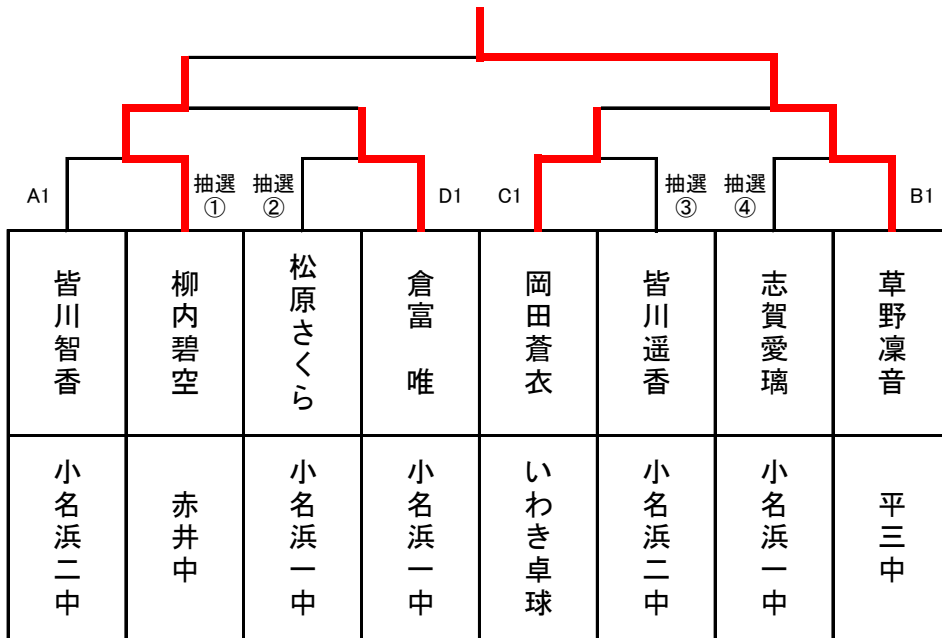 A1
抽選
①
抽選
②
D1
C1
抽選
③
抽選
④
B1
皆川智香
柳内碧空
松原さくら
倉富　唯
岡田蒼衣
皆川遥香
志賀愛璃
草野凜音
小名浜二中
赤井中
小名浜一中
小名浜一中
いわき卓球
小名浜二中
小名浜一中
平三中